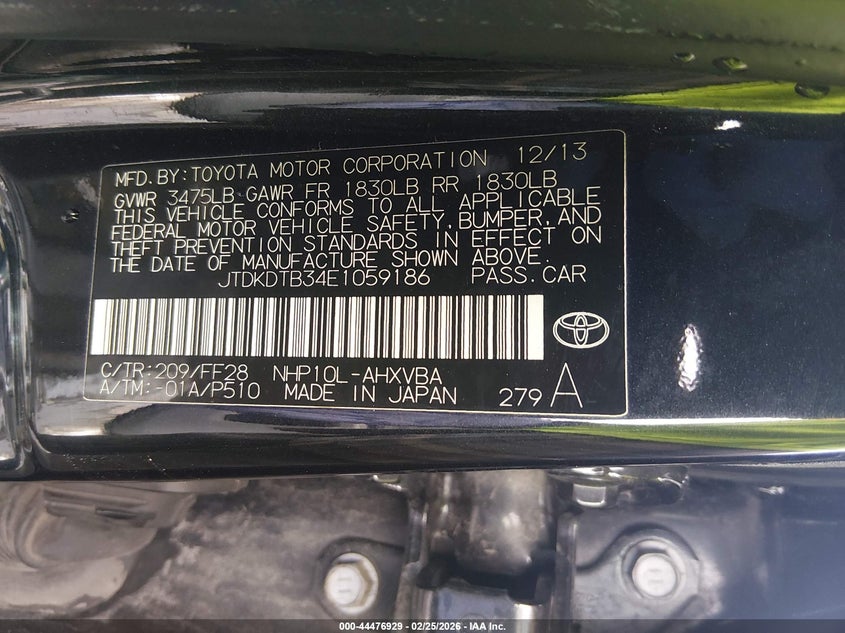 MFD.BY:TOYOTA MOTOR CORPORATION 12/13
GVWR 3475LB GAWR FR 1830LB RR 1830LB
THIS VEHICLE CONFORMS TO ALL APPLICABLE
FEDERAL MOTOR VEHICLE SAFETY,BUMPER,AND
THEFT PREVENTION STANDARDS IN EFFECT ON
THE DATE OF MANUFACTURE SHOWN ABOVE.
JTDKDTB34E1059186 PASS.CAR
C/TR:209/FF28 NHP10L-AHXVBA
A/TM:-01A/P510 MADE IN JAPAN 279 A
000-44476929 - 02/25/2026 - IAA Inc.